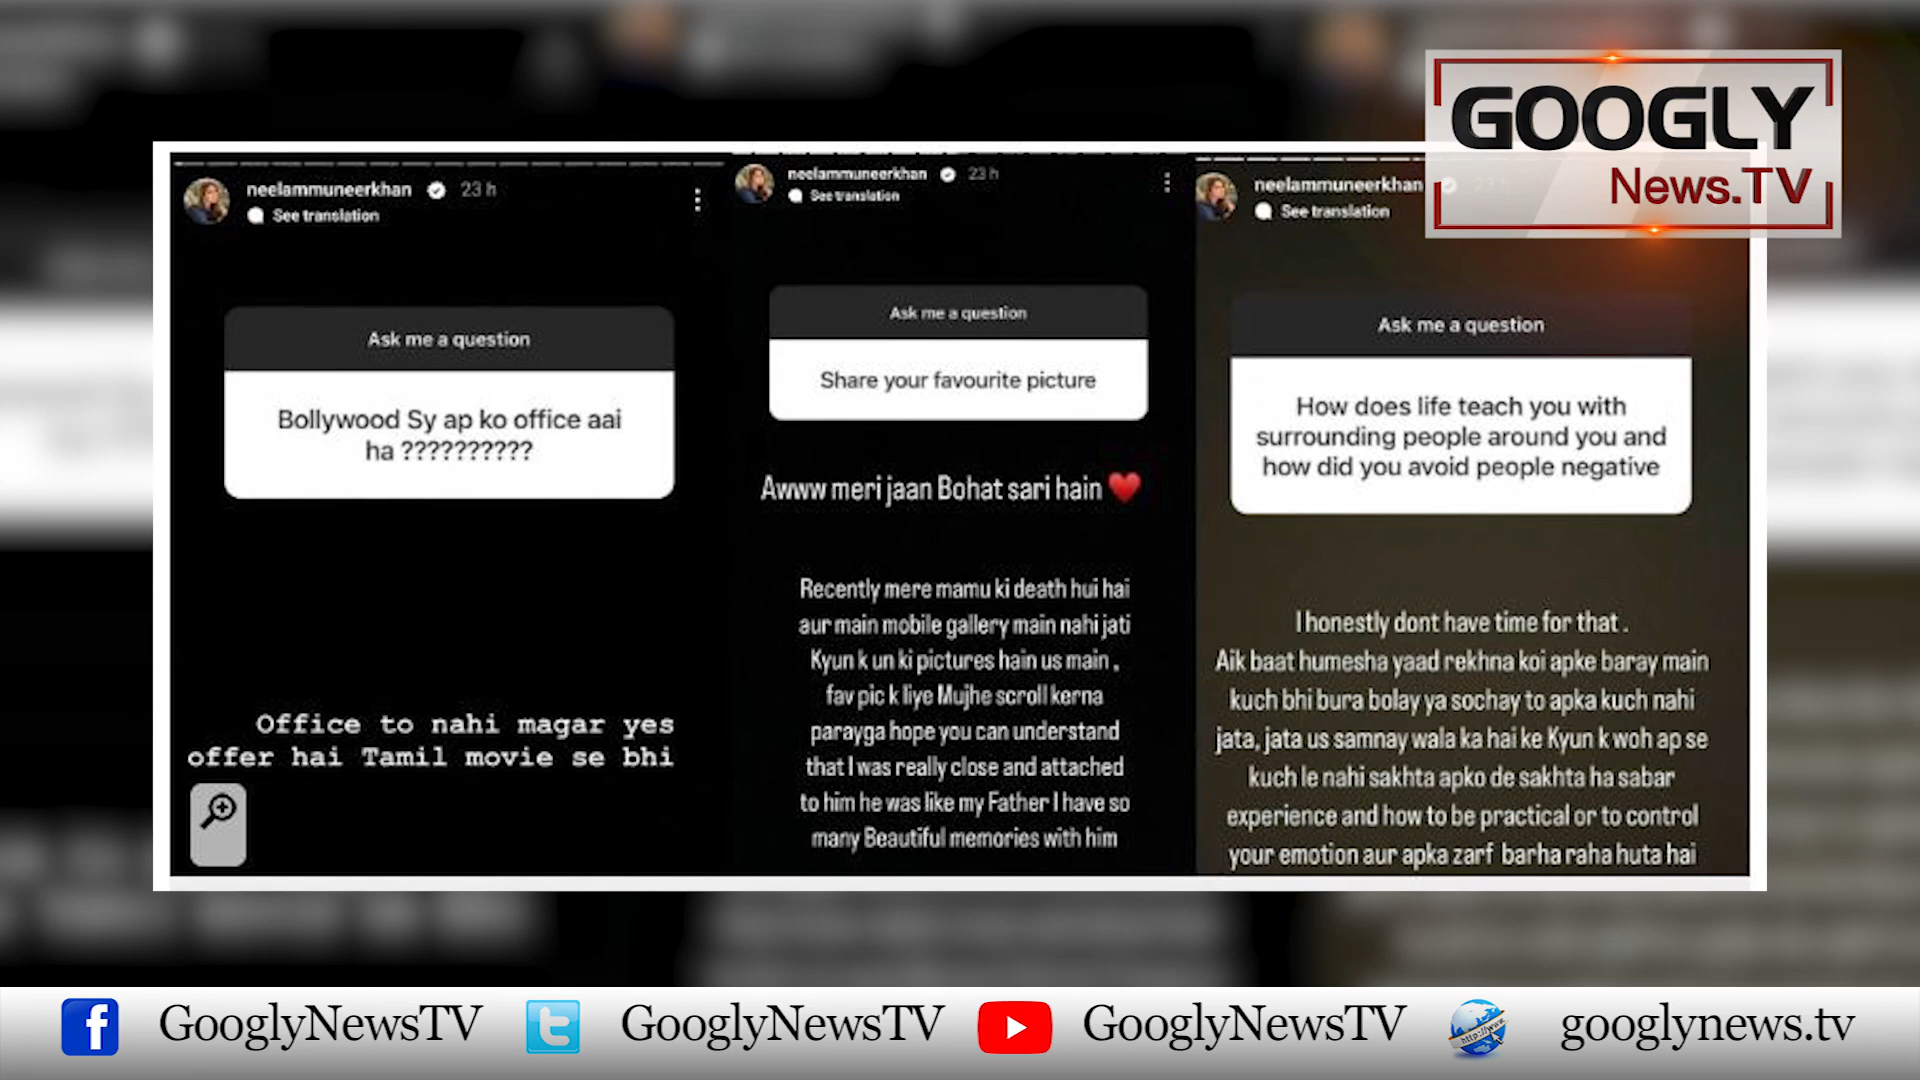 GOOGLY
News.TV
neelammuneerkhan 23 h
See translation
Ask me a question
Bollywood Sy ap ko office aai
ha ??????????
Office to nahi magar yes
offer hai Tamil movie se bhi
neelammuneerkhan 23 h
See translation
Ask me a question
Share your favourite picture
Awww meri jaan Bohat sari hain ❤️
Recently mere mamu ki death hui hai
aur main mobile gallery main nahi jati
Kyun k un ki pictures hain us main .
fav pic k liye Mujhe scroll kerna
parayga hope you can understand
that I was really close and attached
to him he was like my Father I have so
many Beautiful memories with him
neelammuneerkhan 23 h
See translation
Ask me a question
How does life teach you with
surrounding people around you and
how did you avoid people negative
I honestly dont have time for that .
Aik baat humesha yaad rekhna koi apke baray main
kuch bhi bura bolay ya sochay to apka kuch nahi
jata, jata us samnay wala ka hai ke Kyun k woh ap se
kuch le nahi sakhta apko de sakhta ha sabar
experience and how to be practical or to control
your emotion aur apka zarf barha raha huta hai
GooglyNewsTV GooglyNewsTV GooglyNewsTV googlynews.tv